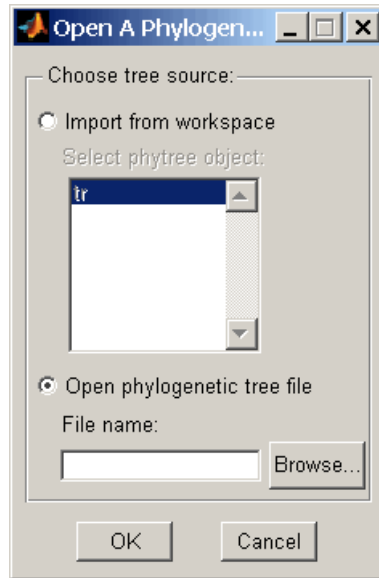 Open A Phylogen...
Choose tree source:
Import from workspace
Select phytree object:
tr
Open phylogenetic tree file
File name:
Browse...
OK
Cancel